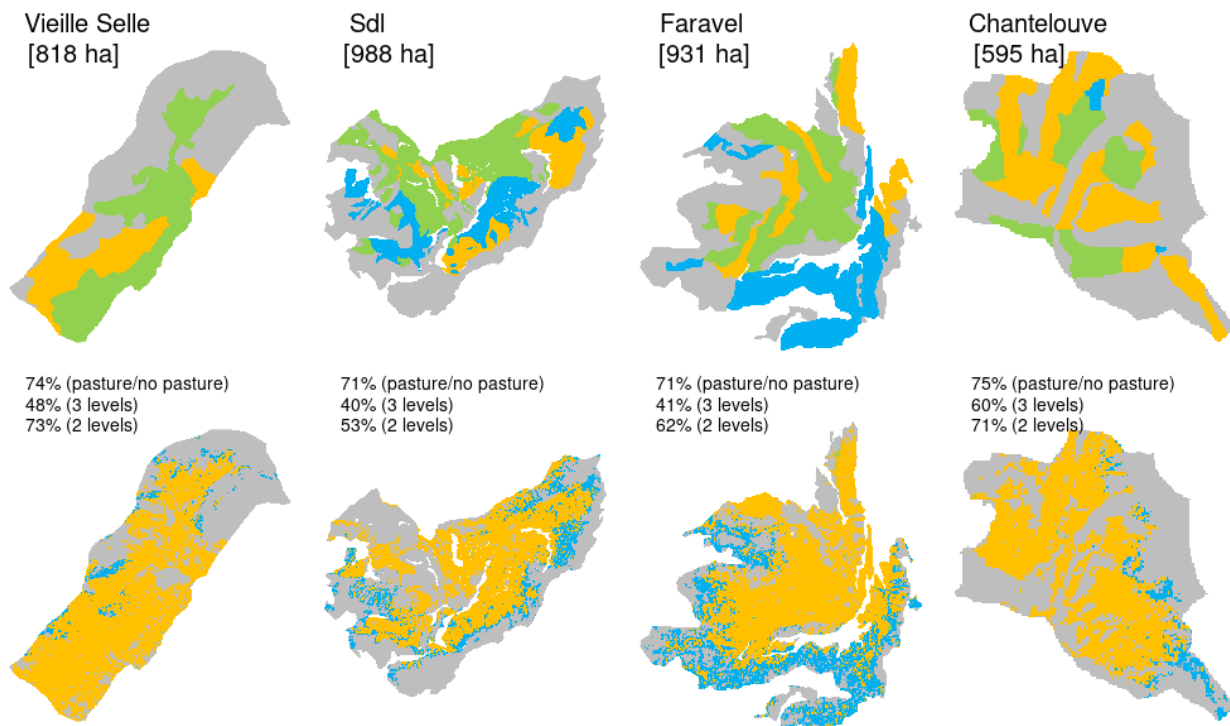 Vieille Selle
[818 ha]
Sdl
[988 ha]
Faravel
[931 ha]
Chantelouve
[595 ha]
74% (pasture/no pasture)
48% (3 levels)
73% (2 levels)
71% (pasture/no pasture)
40% (3 levels)
53% (2 levels)
71% (pasture/no pasture)
41% (3 levels)
62% (2 levels)
75% (pasture/no pasture)
60% (3 levels)
71% (2 levels)